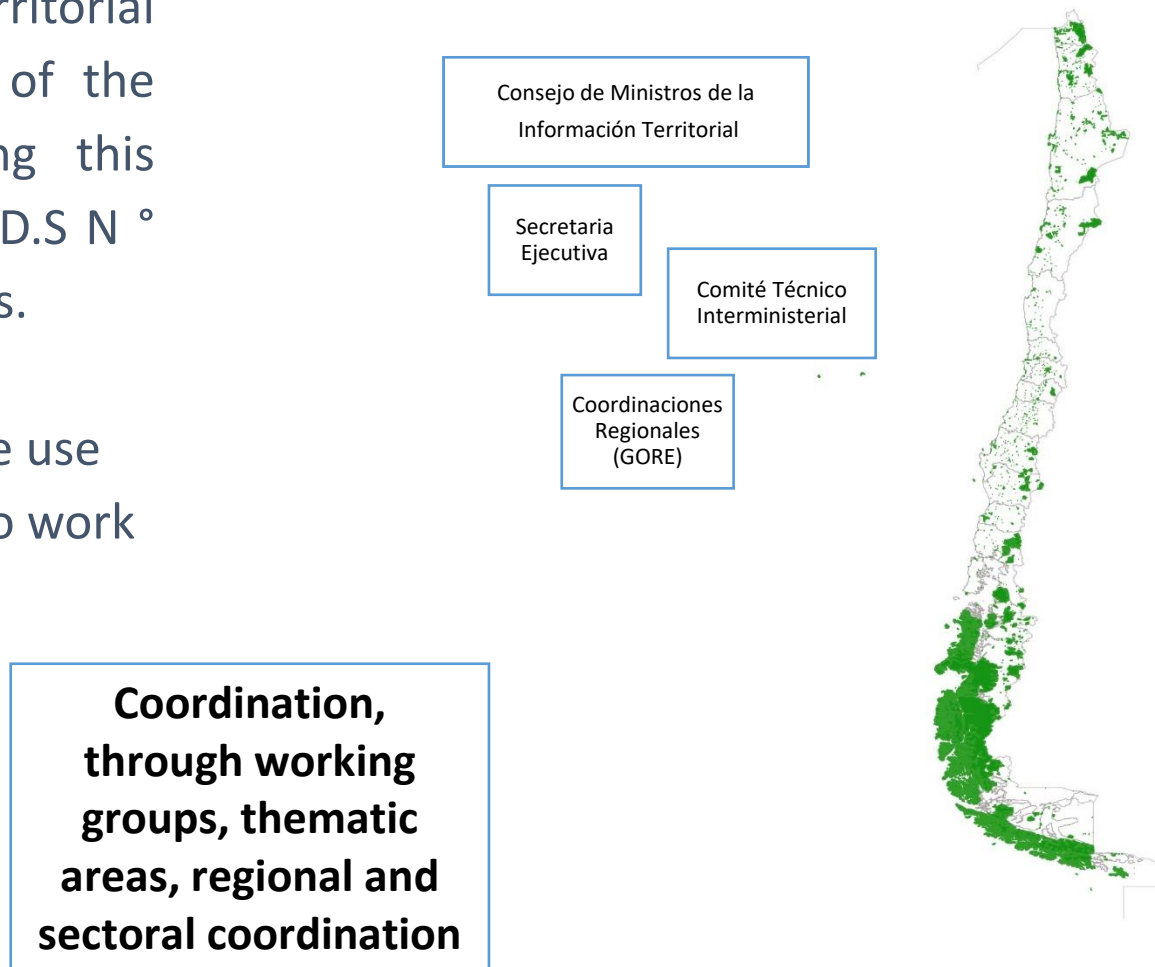 rritorial
of the
ng this
D.S N °
s.
e use
o work
Consejo de Ministros de la
Información Territorial
Secretaria
Ejecutiva
Comité Técnico
Interministerial
Coordinaciones
Regionales
(GORE)
Coordination,
through working
groups, thematic
areas, regional and
sectoral coordination